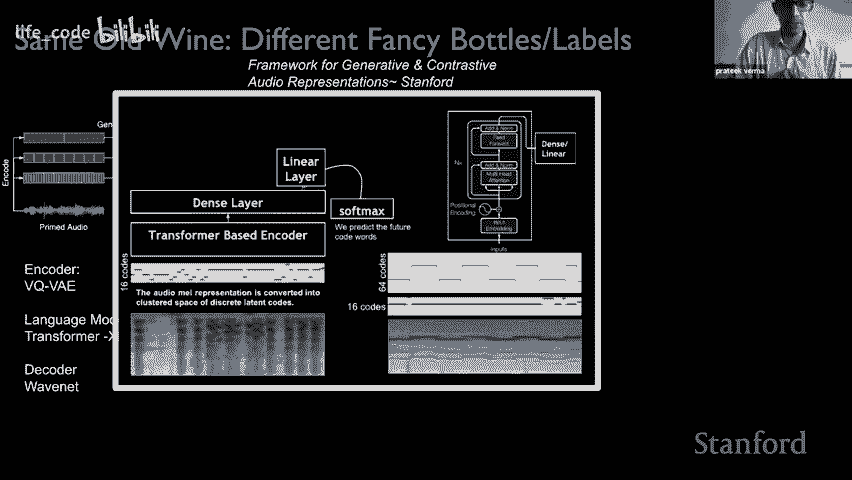 life_code bilibili
Same Old Wine: Different Fancy Bottles/Labels
prateek verma
Framework for Generative & Contrastive
Audio Representations~ Stanford
Gen
Encode
Primed Audio
Linear
Layer
Dense Layer
softmax
Transformer Based Encoder
We predict the future
code words
16 codes
The audio mel representation is converted into
clustered space of discrete latent codes.
Add & Norm
Feed
Forward
Nx
Add & Norm
Multi-Head
Attention
Positional
Encoding
Input
Embedding
inputs
Dense/
Linear
64 codes
16 codes
Encoder:
VQ-VAE
Language Mod
Transformer -X
Decoder
Wavenet
Stanford